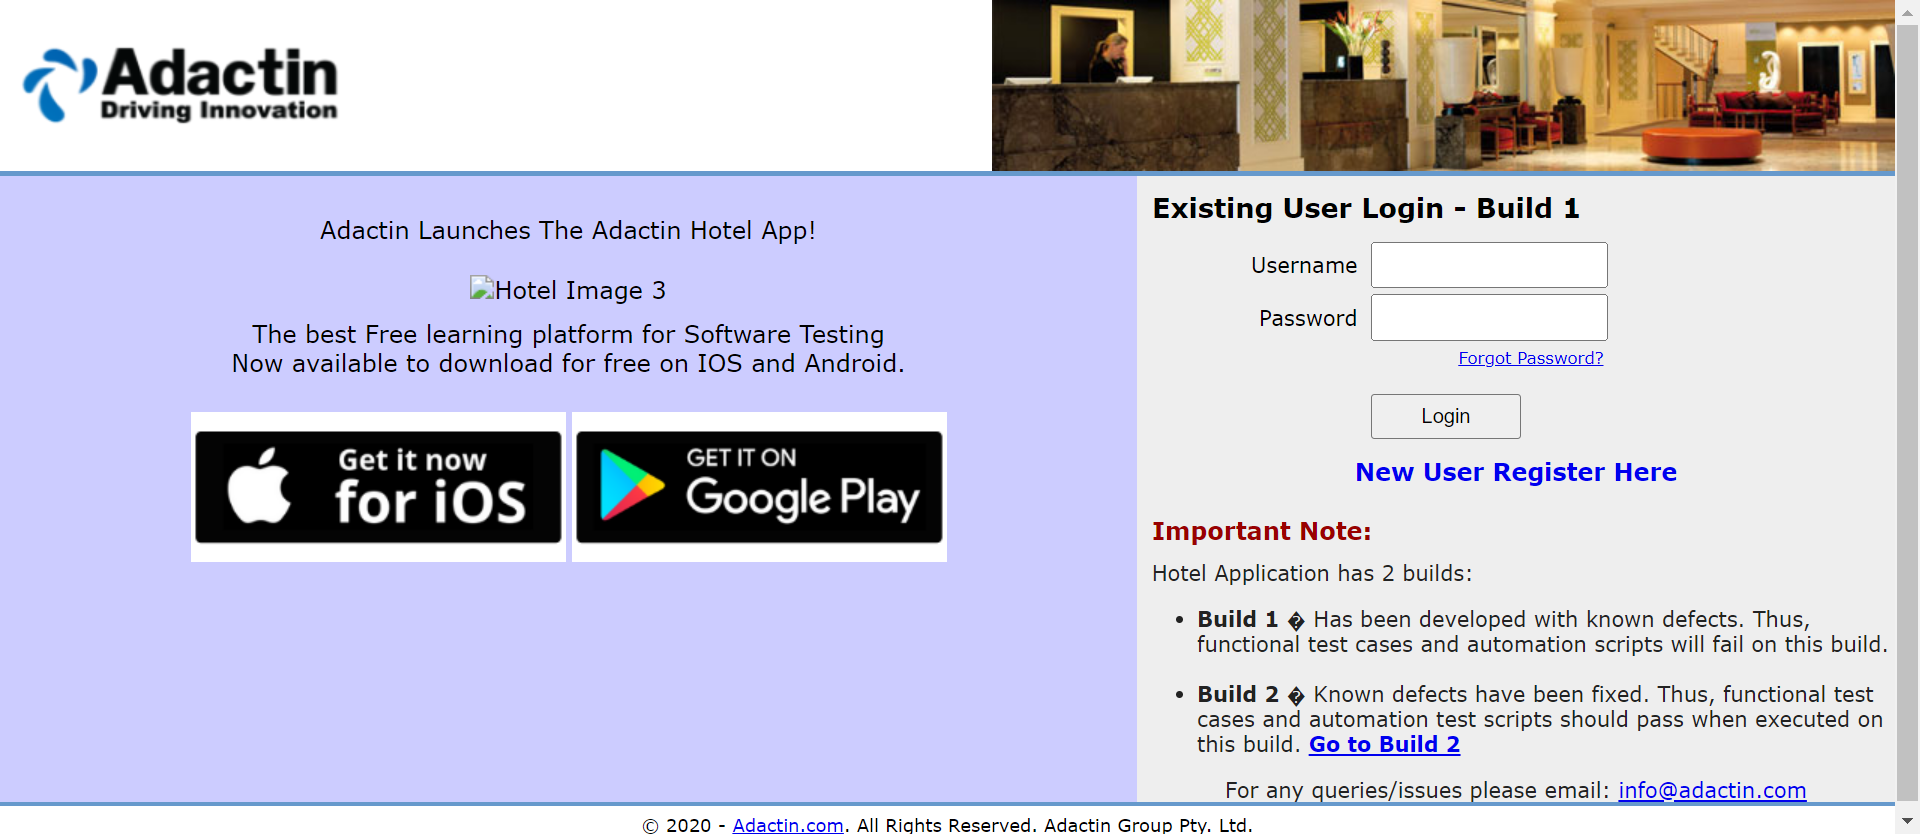 Adactin
Driving Innovation
Adactin Launches The Adactin Hotel App!
Hotel Image 3
The best Free learning platform for Software Testing
Now available to download for free on IOS and Android.
Get it now
for iOS
GET IT ON
Google Play
Existing User Login - Build 1
Username
Password
Forgot Password?
Login
New User Register Here
Important Note:
Hotel Application has 2 builds:
• Build 1 � Has been developed with known defects. Thus,
functional test cases and automation scripts will fail on this build.
• Build 2 � Known defects have been fixed. Thus, functional test
cases and automation test scripts should pass when executed on
this build. Go to Build 2
For any queries/issues please email: info@adactin.com
© 2020 - Adactin.com. All Rights Reserved. Adactin Group Pty. Ltd.